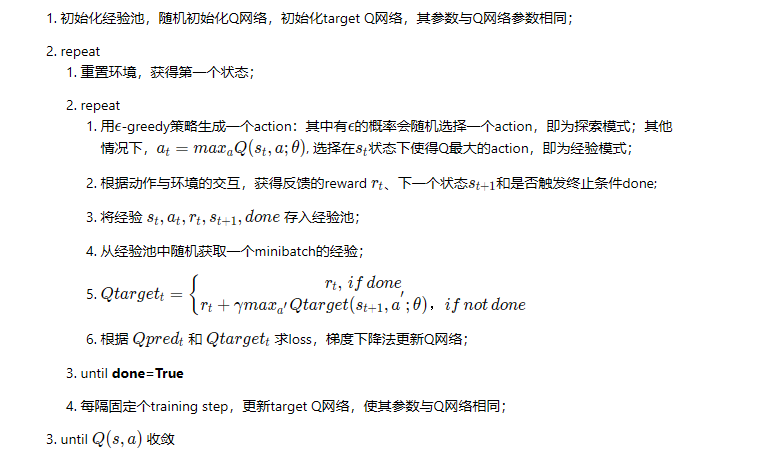 1. 初始化经验池，随机初始化Q网络，初始化target Q网络，其参数与Q网络参数相同；
2. repeat
1. 重置环境，获得第一个状态；
2. repeat
1. 用ϵ-greedy策略生成一个action：其中有ϵ的概率会随机选择一个action，即为探索模式；其他
情况下，a_t = max_a Q(s_t, a; θ), 选择在s_t状态下使得Q最大的action，即为经验模式；
2. 根据动作与环境的交互，获得反馈的reward r_t、下一个状态s_{t+1}和是否触发终止条件done;
3. 将经验 s_t, a_t, r_t, s_{t+1}, done 存入经验池；
4. 从经验池中随机获取一个minibatch的经验；
5. Qtarget_t = { r_t, if done
r_t + γmax_{a'} Qtarget(s_{t+1}, a'; θ)，if not done
6. 根据 Qpred_t 和 Qtarget_t 求loss，梯度下降法更新Q网络；
3. until done=True
4. 每隔固定个training step，更新target Q网络，使其参数与Q网络相同；
3. until Q(s, a) 收敛